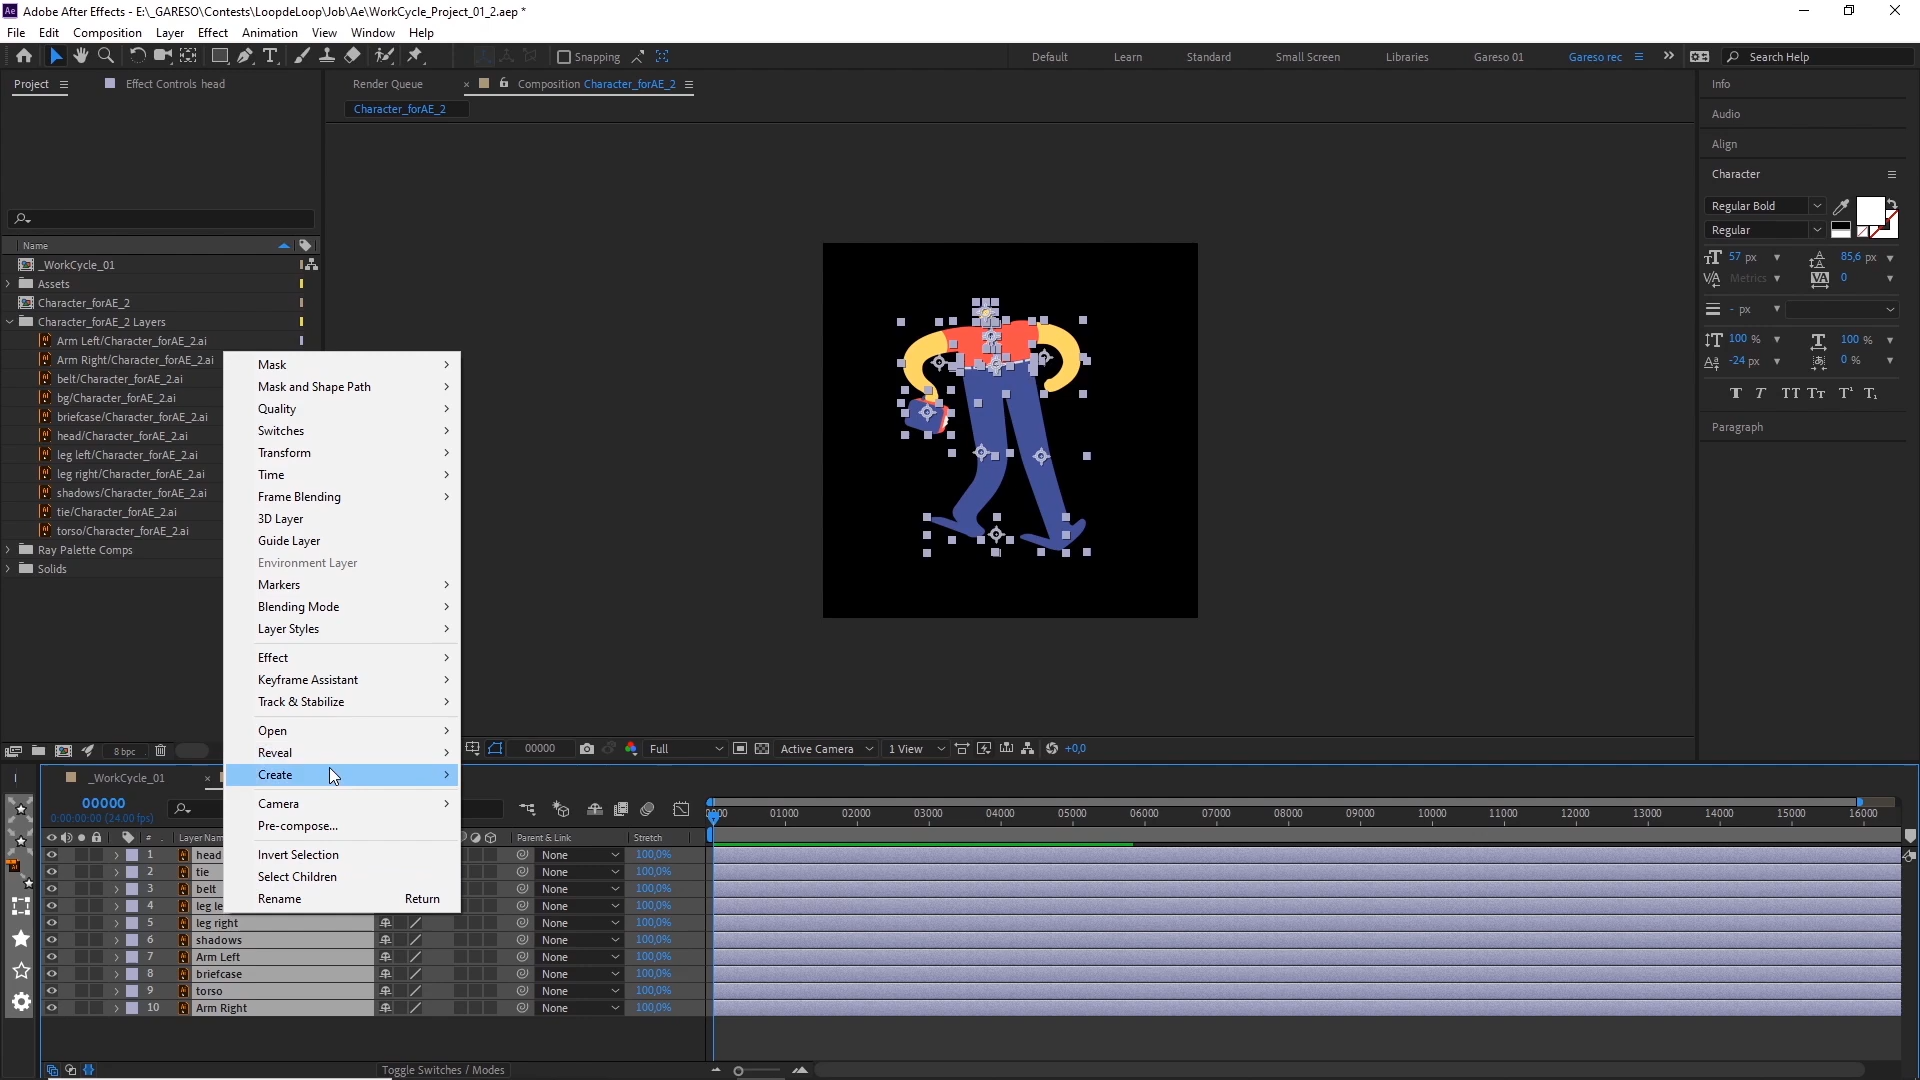 Adobe After Effects - E:\_GARESO\Contests\LoopdeLoop\Job\Ae\WorkCycle_Project_01_2.aep *
File Edit Composition Layer Effect Animation View Window Help
Snapping Default Learn Standard Small Screen Libraries Gareso 01 Gareso rec Search Help
Project Effect Controls head Render Queue Composition Character_forAE_2
Character_forAE_2
Name
_WorkCycle_01
Assets
Character_forAE_2
Character_forAE_2 Layers
Arm Left/Character_forAE_2.ai
Arm Right/Character_forAE_2.ai
belt/Character_forAE_2.ai
bg/Character_forAE_2.ai
briefcase/Character_forAE_2.ai
head/Character_forAE_2.ai
leg left/Character_forAE_2.ai
leg right/Character_forAE_2.ai
shadows/Character_forAE_2.ai
tie/Character_forAE_2.ai
torso/Character_forAE_2.ai
Ray Palette Comps
Solids
8 bpc
Mask
Mask and Shape Path
Quality
Switches
Transform
Time
Frame Blending
3D Layer
Guide Layer
Environment Layer
Markers
Blending Mode
Layer Styles
Effect
Keyframe Assistant
Track & Stabilize
Open
Reveal
Create
Camera
Pre-compose...
Invert Selection
Select Children
Rename Return
Info
Audio
Align
Character
Regular Bold
Regular
57 px 85,6 px
Metrics 0
- px
100 % 100 %
-24 px 0 %
T T TT Tт T¹ T₁
Paragraph
00000 Full Active Camera 1 View +0,0
_WorkCycle_01
00000
0:00:00:00 (24.00 fps)
0000 01000 02000 03000 04000 05000 06000 07000 08000 09000 10000 11000 12000 13000 14000 15000 16000
# Layer Nam Parent & Link Stretch
1 head None 100,0%
2 tie None 100,0%
3 belt None 100,0%
4 leg le None 100,0%
5 leg right None 100,0%
6 shadows None 100,0%
7 Arm Left None 100,0%
8 briefcase None 100,0%
9 torso None 100,0%
10 Arm Right None 100,0%
Toggle Switches / Modes